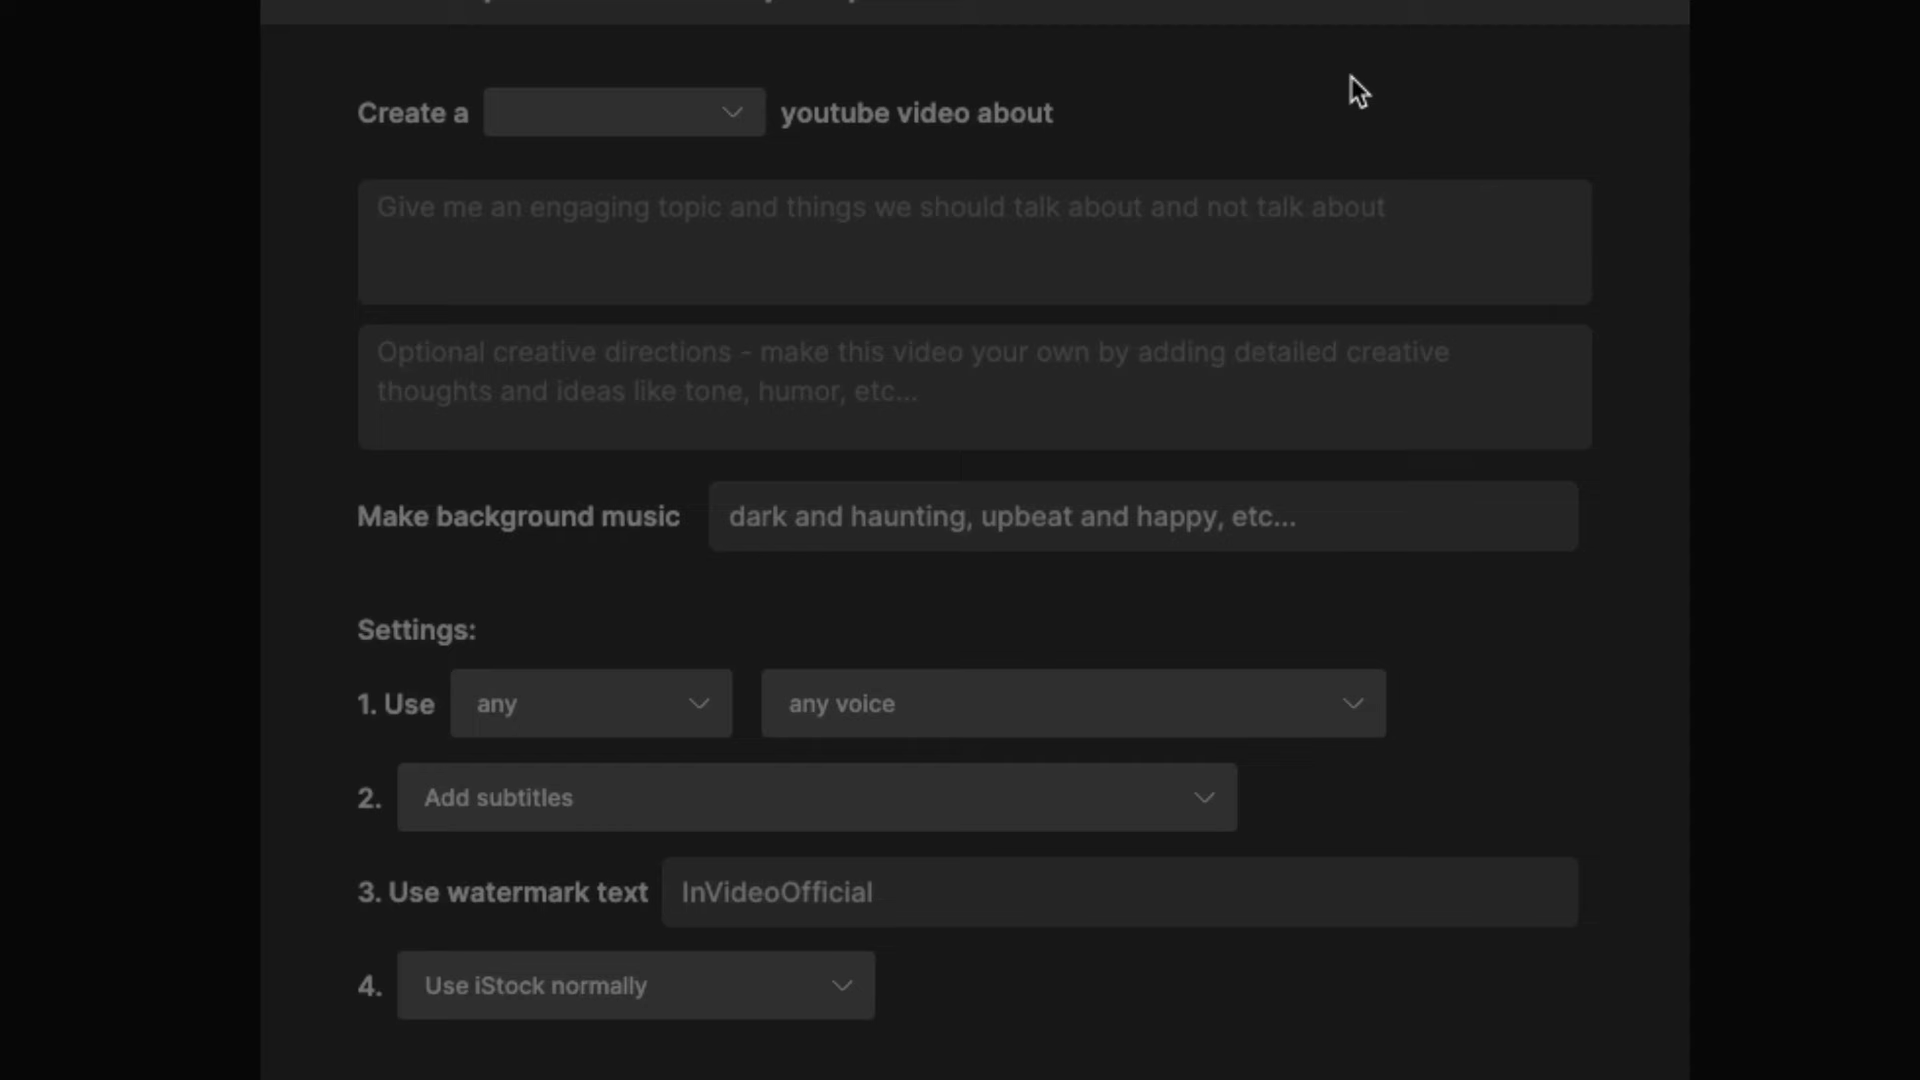 Create a youtube video about
Give me an engaging topic and things we should talk about and not talk about
Optional creative directions - make this video your own by adding detailed creative
thoughts and ideas like tone, humor, etc...
Make background music dark and haunting, upbeat and happy, etc...
Settings:
1. Use any any voice
2. Add subtitles
3. Use watermark text InVideoOfficial
4. Use iStock normally